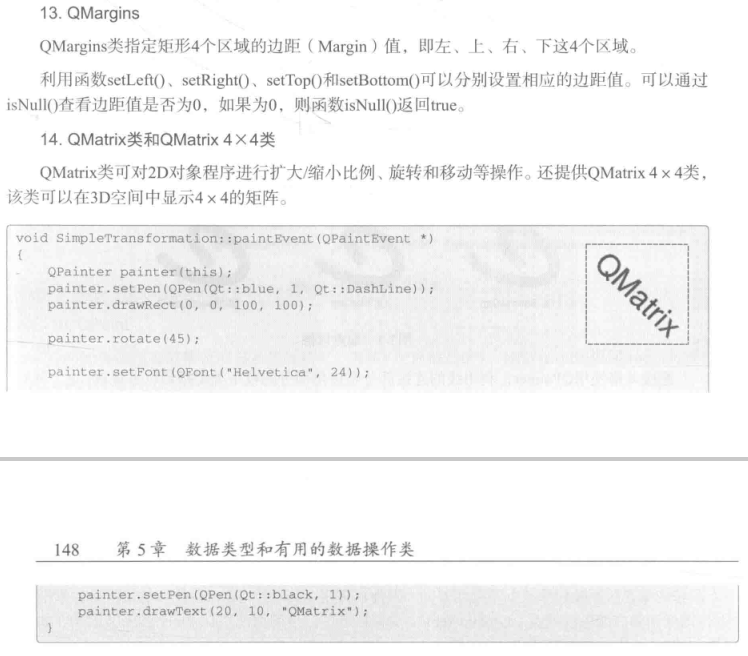 13. QMargins
QMargins类指定矩形4个区域的边距（Margin）值，即左、上、右、下这4个区域。
利用函数setLeft()、setRight()、setTop()和setBottom()可以分别设置相应的边距值。可以通过
isNull()查看边距值是否为0，如果为0，则函数isNull()返回true。
14. QMatrix类和QMatrix 4×4类
QMatrix类可对2D对象程序进行扩大/缩小比例、旋转和移动等操作。还提供QMatrix 4×4类，
该类可以在3D空间中显示4×4的矩阵。
void SimpleTransformation::paintEvent(QPaintEvent *)
{
    QPainter painter(this);
    painter.setPen(QPen(Qt::blue, 1, Qt::DashLine));
    painter.drawRect(0, 0, 100, 100);
    painter.rotate(45);
    painter.setFont(QFont("Helvetica", 24));
QMatrix
148 第5章 数据类型和有用的数据操作类
    painter.setPen(QPen(Qt::black, 1));
    painter.drawText(20, 10, "QMatrix");
}